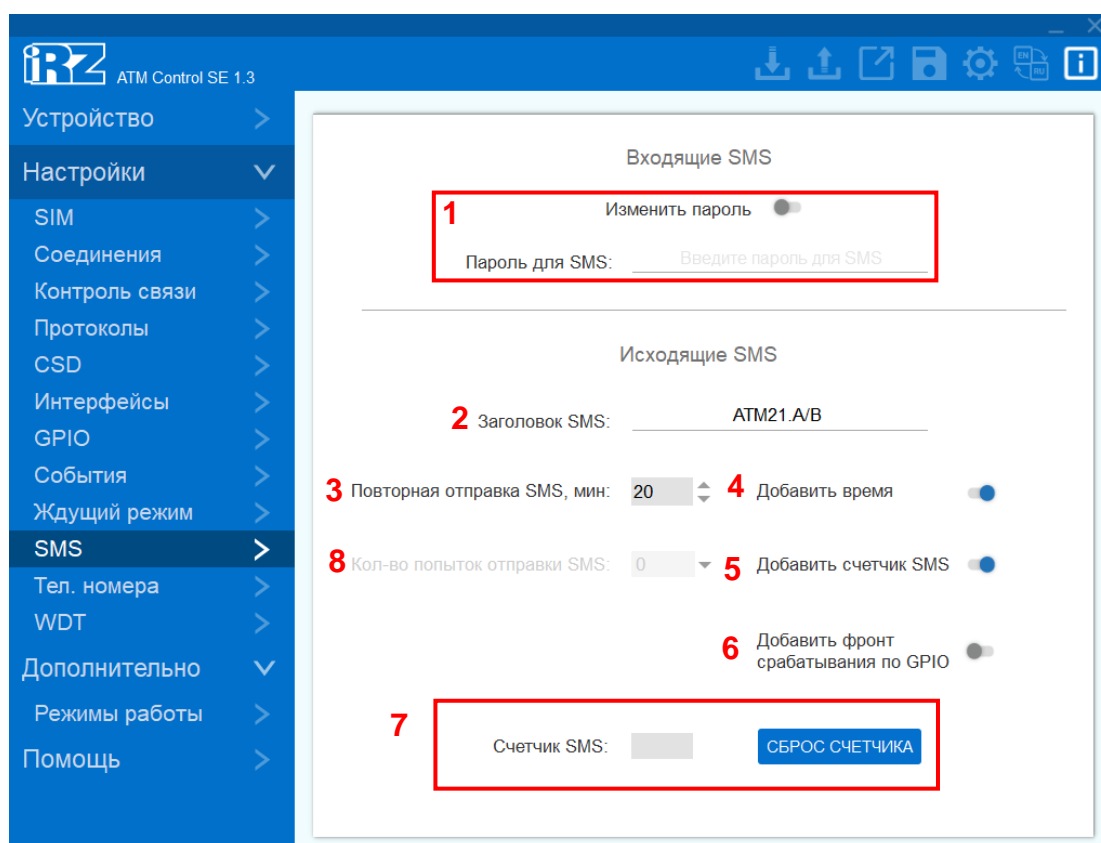 iRZ ATM Control SE 1.3
EN
RU
i
Устройство
Настройки
SIM
Соединения
Контроль связи
Протоколы
CSD
Интерфейсы
GPIO
События
Ждущий режим
SMS
Тел. номера
WDT
Дополнительно
Режимы работы
Помощь
Входящие SMS
1 Изменить пароль
Пароль для SMS: Введите пароль для SMS
Исходящие SMS
2 Заголовок SMS: ATM21.A/B
3 Повторная отправка SMS, мин: 20 4 Добавить время
8 Кол-во попыток отправки SMS: 0 5 Добавить счетчик SMS
6 Добавить фронт
срабатывания по GPIO
7 Счетчик SMS: СБРОС СЧЕТЧИКА